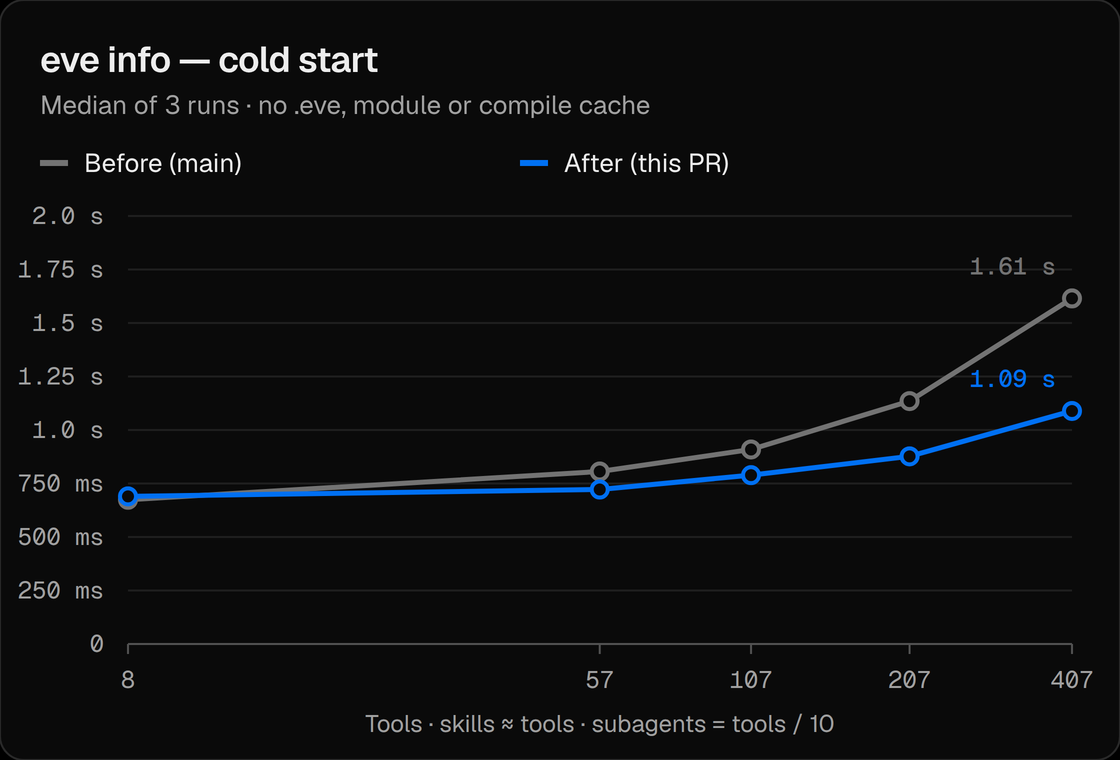 eve info — cold start
Median of 3 runs · no .eve, module or compile cache
Before (main)
After (this PR)
2.0 s
1.75 s
1.61 s
1.5 s
1.25 s
1.09 s
1.0 s
750 ms
500 ms
250 ms
0
8 57 107 207 407
Tools · skills ≈ tools · subagents = tools / 10